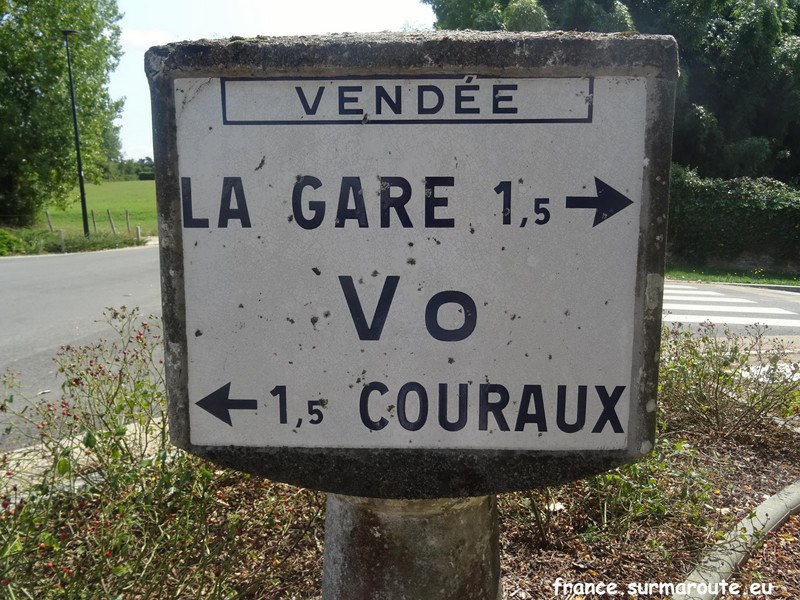 VENDÉE
LA GARE 1,5 →
Vo
← 1,5 COURAUX
france.surmaroute.eu